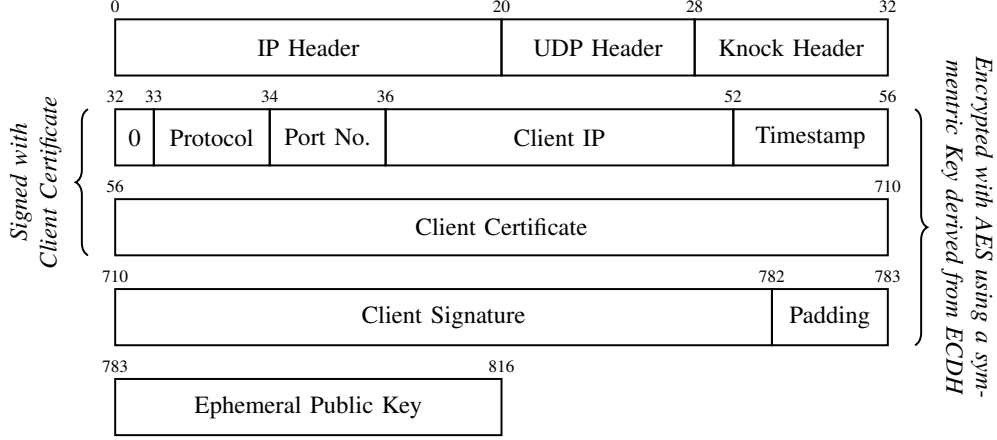 0 20 28 32
IP Header UDP Header Knock Header
32 33 34 36 52 56
0 Protocol Port No. Client IP Timestamp
56 710
Client Certificate
710 782 783
Client Signature Padding
783 816
Ephemeral Public Key
Signed with
Client Certificate
Encrypted with AES using a sym-
mentric Key derived from ECDH